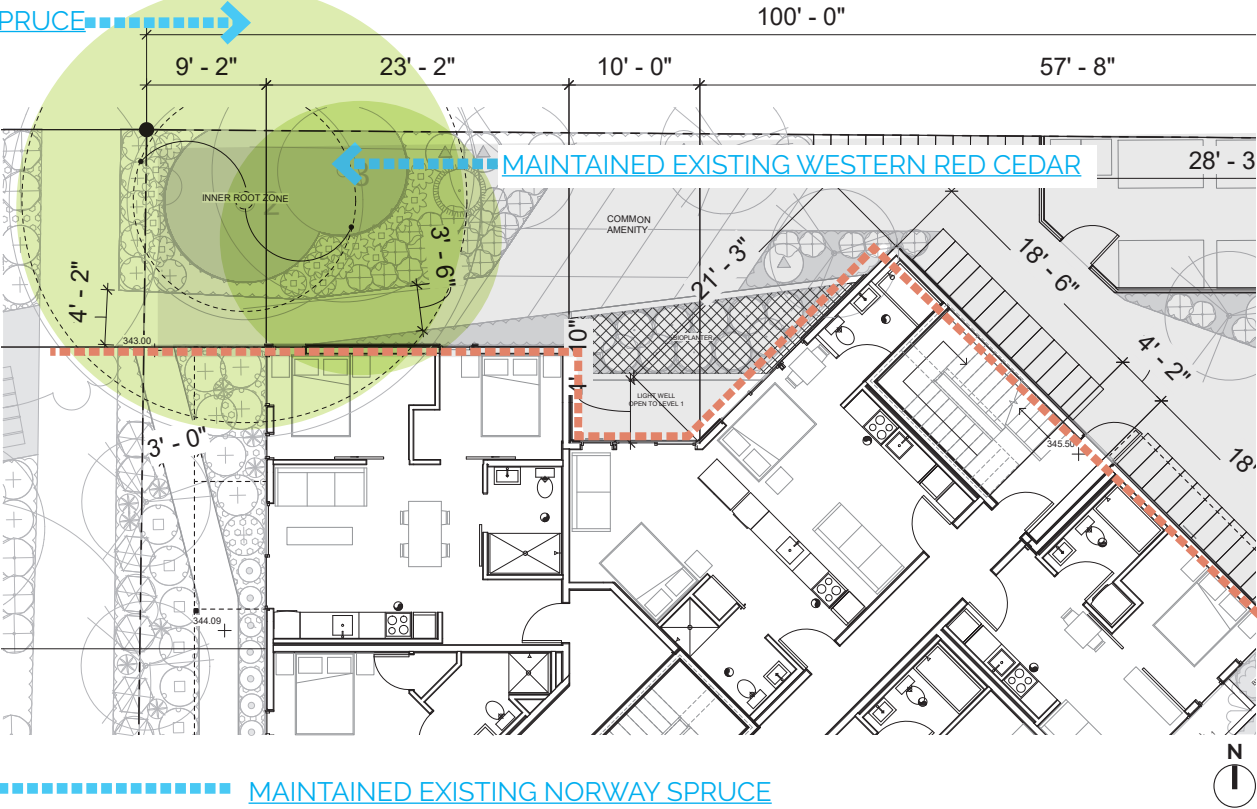 SPRUCE
100' - 0"
9' - 2"
23' - 2"
10' - 0"
57' - 8"
MAINTAINED EXISTING WESTERN RED CEDAR
28' - 3
INNER ROOT ZONE
COMMON
AMENITY
3' - 6"
21' - 3"
18' - 6"
4' - 2"
343.00
BIOPLANTER
4' - 2"
LIGHT WELL
OPEN TO LEVEL 1
3' - 0"
345.50
18'
344.09
N
MAINTAINED EXISTING NORWAY SPRUCE